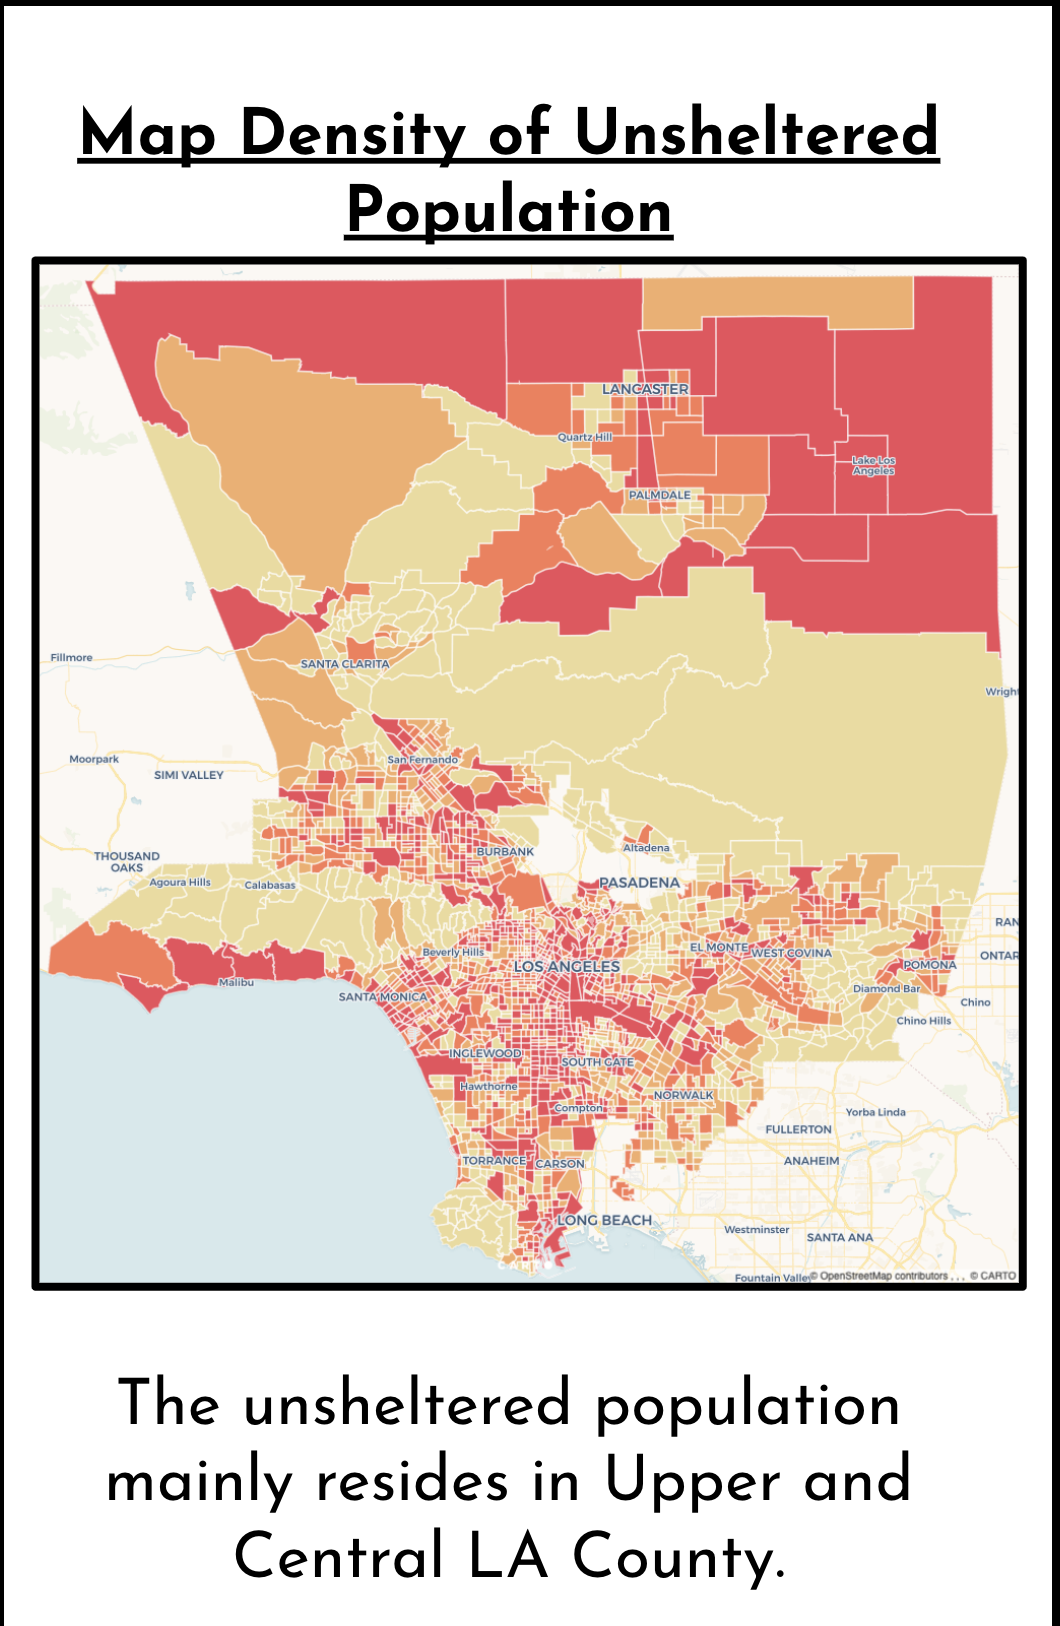 Map Density of Unsheltered
Population
LANCASTER
Quartz Hill
Lake Los
Angeles
PALMDALE
Fillmore
SANTA CLARITA
Wright
Moorpark
San Fernando
SIMI VALLEY
THOUSAND
OAKS
BURBANK
Altadena
Agoura Hills
Calabasas
PASADENA
RAN
Beverly Hills
EL MONTE
WEST COVINA
ONTAR
LOS ANGELES
POMONA
Malibu
SANTA MONICA
Diamond Bar
Chino
Chino Hills
INGLEWOOD
SOUTH GATE
Hawthorne
NORWALK
Compton
Yorba Linda
FULLERTON
TORRANCE
CARSON
ANAHEIM
LONG BEACH
Westminster
SANTA ANA
CARTO
Fountain Valley
© OpenStreetMap contributors , , , © CARTO
The unsheltered population
mainly resides in Upper and
Central LA County.